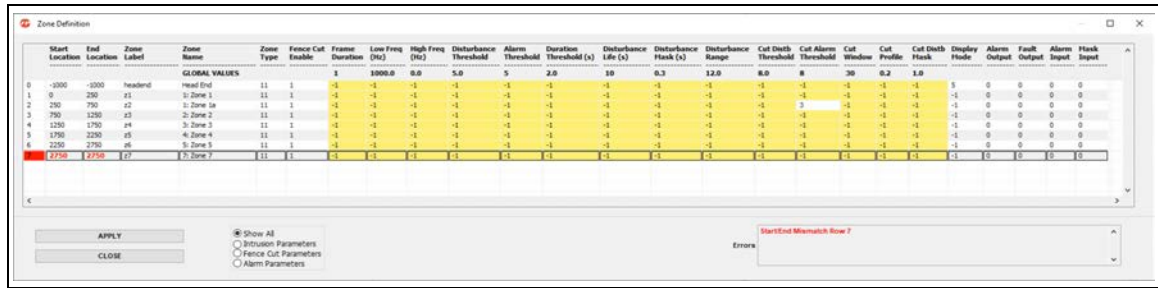 Zone Definition
Start Location End Location Zone Label Zone Name Zone Type Fence Cut Enable Frame Duration Low Freq (Hz) High Freq (Hz) Disturbance Threshold Alarm Threshold Duration Threshold (s) Disturbance Life (s) Disturbance Mask (s) Disturbance Range Cut Distb Threshold Cut Alarm Threshold Cut Window Cut Profile Cut Distb Mask Display Mode Alarm Output Fault Output Alarm Input Mask Input
GLOBAL VALUES 1 1000.0 0.0 5.0 5 2.0 10 0.3 12.0 8.0 8 30 0.2 1.0
0 -1000 -1000 headend Head End 11 1 -1 -1 -1 -1 -1 -1 -1 -1 -1 -1 -1 -1 -1 -1 5 0 0 0 0
1 0 250 z1 1: Zone 1 11 1 -1 -1 -1 -1 -1 -1 -1 -1 -1 -1 -1 -1 -1 -1 -1 0 0 0 0
2 250 750 z2 1: Zone 1a 11 1 -1 -1 -1 -1 -1 -1 -1 -1 -1 -1 3 -1 -1 -1 -1 0 0 0 0
3 750 1250 z3 2: Zone 2 11 1 -1 -1 -1 -1 -1 -1 -1 -1 -1 -1 -1 -1 -1 -1 -1 0 0 0 0
4 1250 1750 z4 3: Zone 3 11 1 -1 -1 -1 -1 -1 -1 -1 -1 -1 -1 -1 -1 -1 -1 -1 0 0 0 0
5 1750 2250 z5 4: Zone 4 11 1 -1 -1 -1 -1 -1 -1 -1 -1 -1 -1 -1 -1 -1 -1 -1 0 0 0 0
6 2250 2750 z6 5: Zone 5 11 1 -1 -1 -1 -1 -1 -1 -1 -1 -1 -1 -1 -1 -1 -1 -1 0 0 0 0
7 2750 2750 z7 7: Zone 7 11 1 -1 -1 -1 -1 -1 -1 -1 -1 -1 -1 -1 -1 -1 -1 -1 0 0 0 0
APPLY
CLOSE
Show All
Intrusion Parameters
Fence Cut Parameters
Alarm Parameters
Errors
Start/End Mismatch Row 7